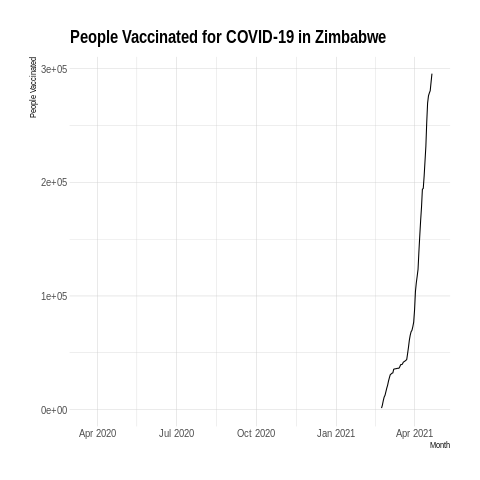 People Vaccinated for COVID-19 in Zimbabwe
People Vaccinated
3e+05
2e+05
1e+05
0e+00
Apr 2020 Jul 2020 Oct 2020 Jan 2021 Apr 2021
Month